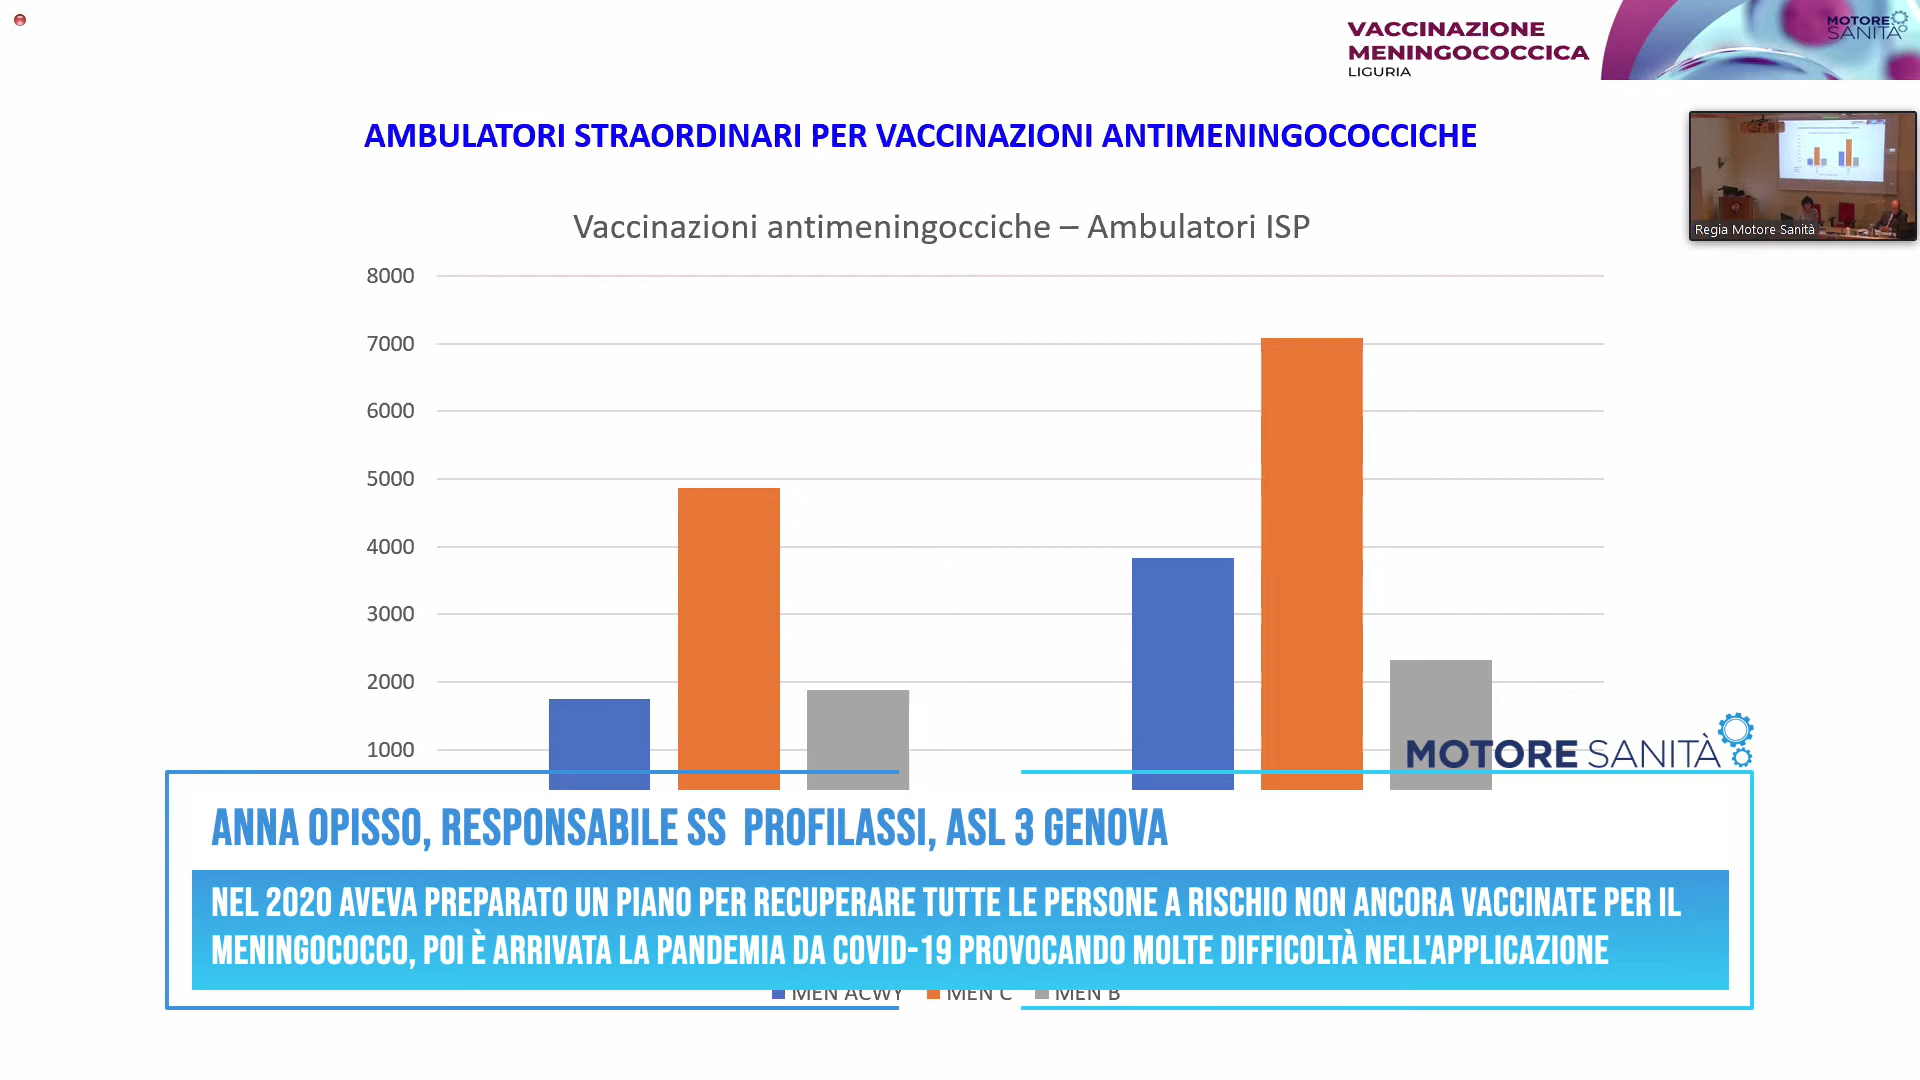 VACCINAZIONE
MENINGOCOCCICA
LIGURIA
MOTORE
SANITÀ
AMBULATORI STRAORDINARI PER VACCINAZIONI ANTIMENINGOCOCCICHE
Regia Motore Sanità
Vaccinazioni antimeningocciche – Ambulatori ISP
8000
7000
6000
5000
4000
3000
2000
1000
MOTORE SANITÀ
ANNA OPISSO, RESPONSABILE SS PROFILASSI, ASL 3 GENOVA
NEL 2020 AVEVA PREPARATO UN PIANO PER RECUPERARE TUTTE LE PERSONE A RISCHIO NON ANCORA VACCINATE PER IL
MENINGOCOCCO, POI È ARRIVATA LA PANDEMIA DA COVID-19 PROVOCANDO MOLTE DIFFICOLTÀ NELL'APPLICAZIONE
MEN ACWY MEN C MEN B